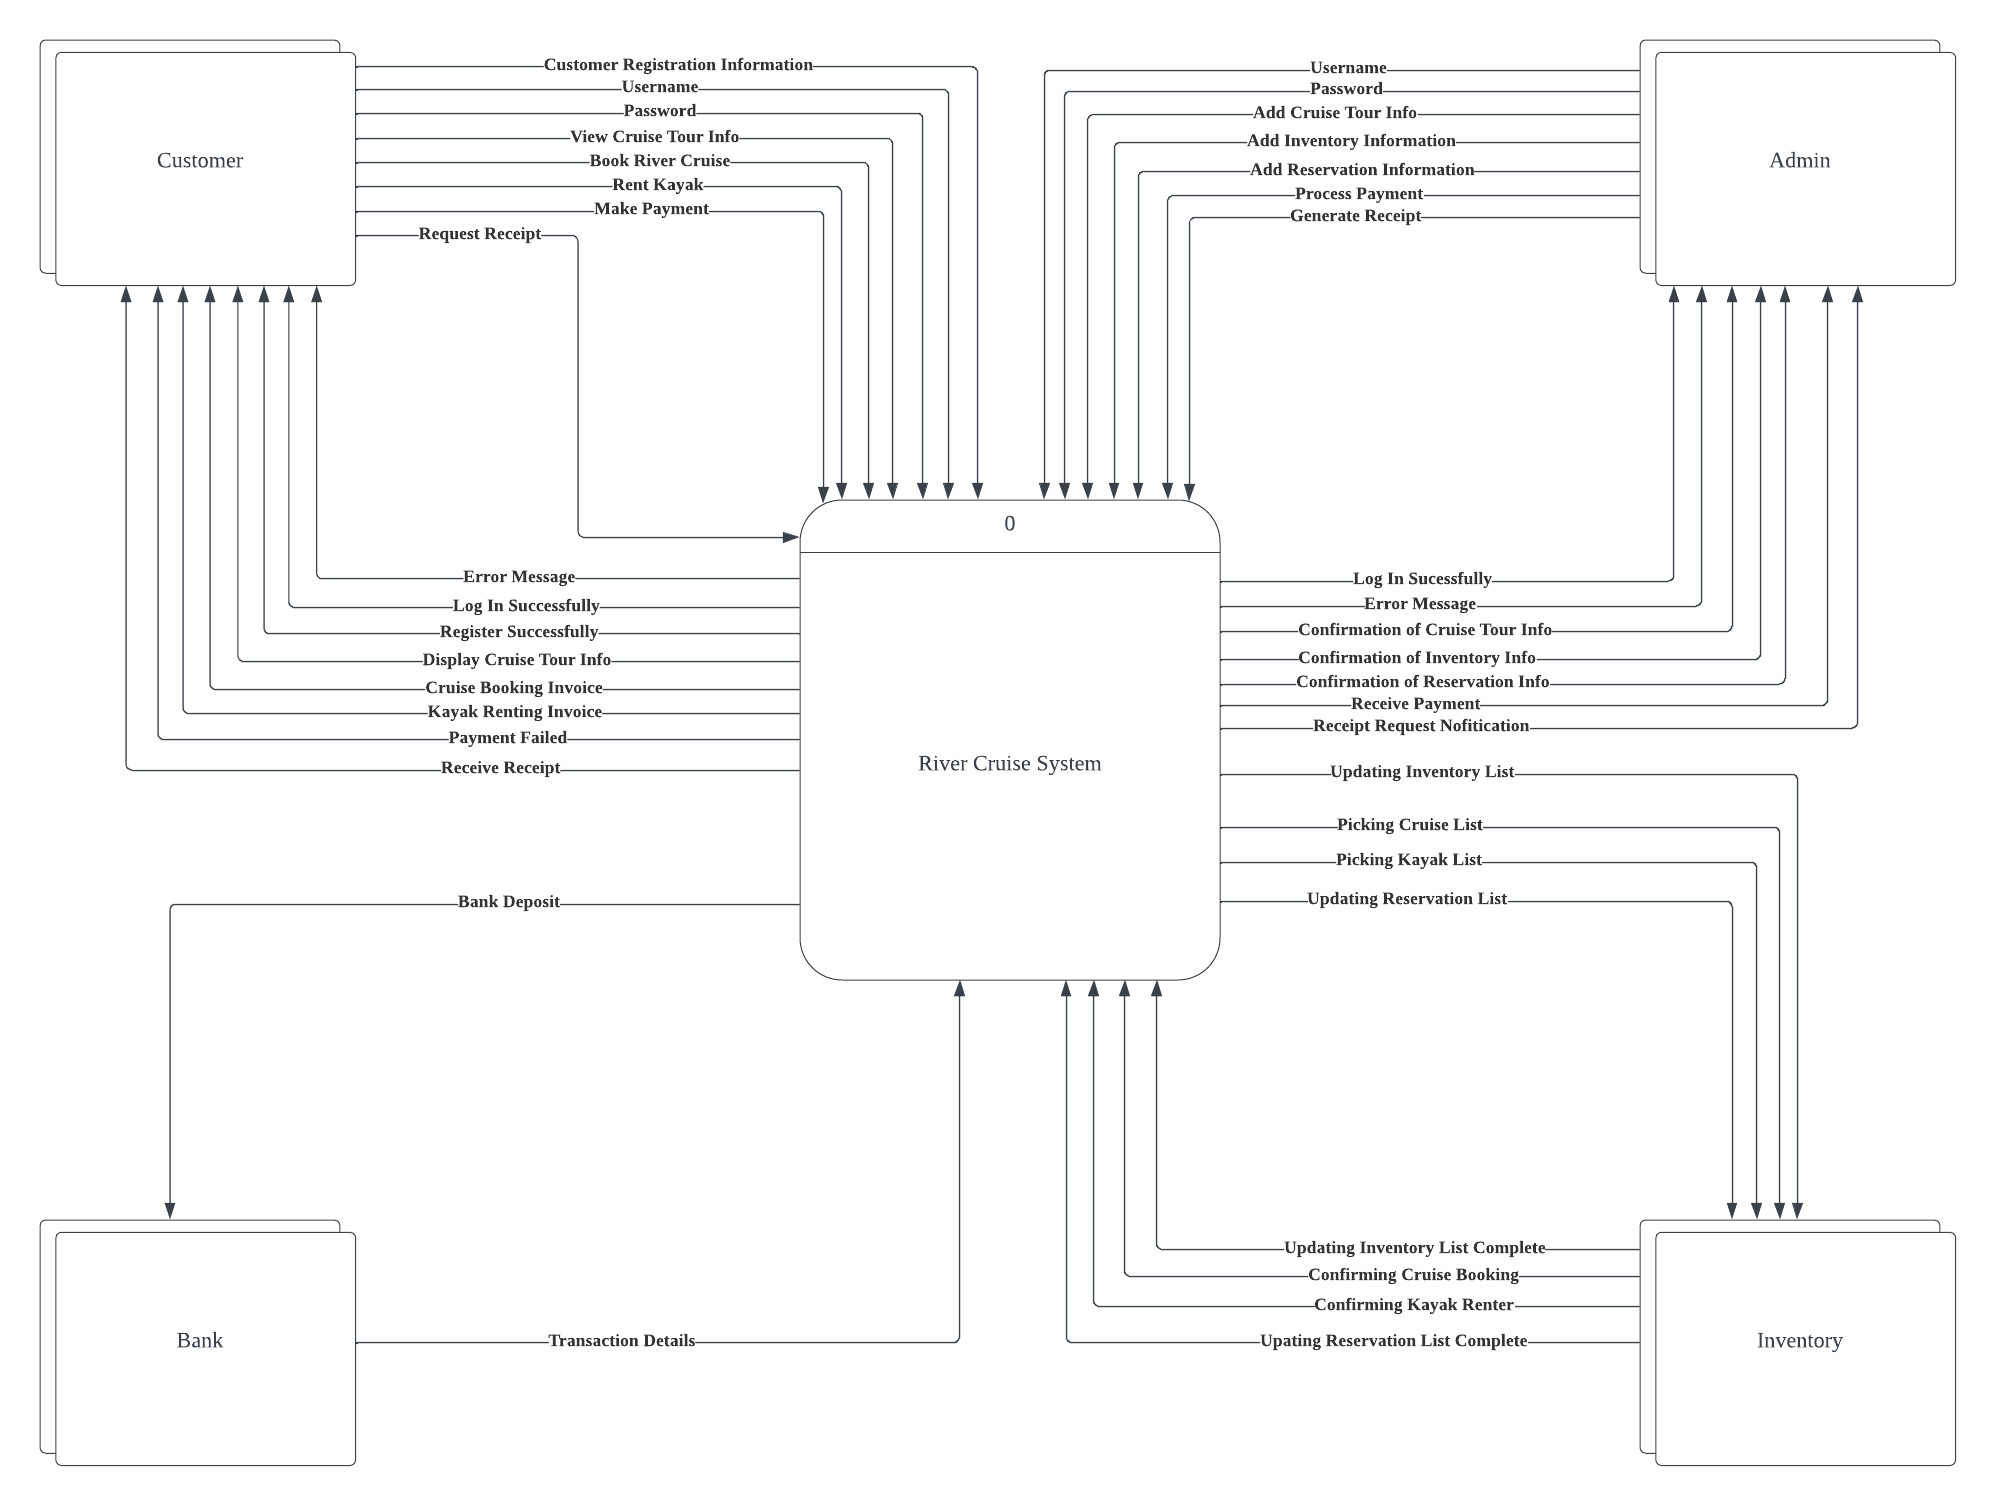 Customer
Customer Registration Information
Username
Password
View Cruise Tour Info
Book River Cruise
Rent Kayak
Make Payment
Request Receipt
Username
Password
Add Cruise Tour Info
Add Inventory Information
Add Reservation Information
Process Payment
Generate Receipt
Admin
0
River Cruise System
Error Message
Log In Successfully
Register Successfully
Display Cruise Tour Info
Cruise Booking Invoice
Kayak Renting Invoice
Payment Failed
Receive Receipt
Log In Sucessfully
Error Message
Confirmation of Cruise Tour Info
Confirmation of Inventory Info
Confirmation of Reservation Info
Receive Payment
Receipt Request Nofitication
Updating Inventory List
Picking Cruise List
Picking Kayak List
Updating Reservation List
Bank Deposit
Bank
Transaction Details
Updating Inventory List Complete
Confirming Cruise Booking
Confirming Kayak Renter
Upating Reservation List Complete
Inventory